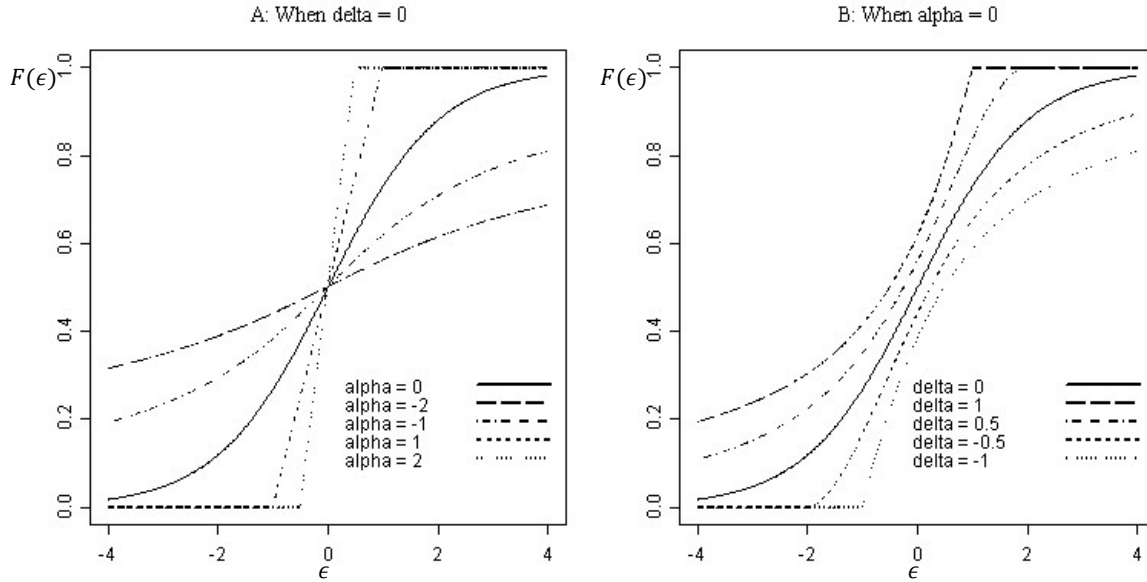 A: When delta = 0
F(ϵ)
1.0
0.8
0.6
0.4
0.2
0.0
alpha = 0
alpha = -2
alpha = -1
alpha = 1
alpha = 2
-4
-2
0
2
4
ϵ
B: When alpha = 0
F(ϵ)
1.0
0.8
0.6
0.4
0.2
0.0
delta = 0
delta = 1
delta = 0.5
delta = -0.5
delta = -1
-4
-2
0
2
4
ϵ